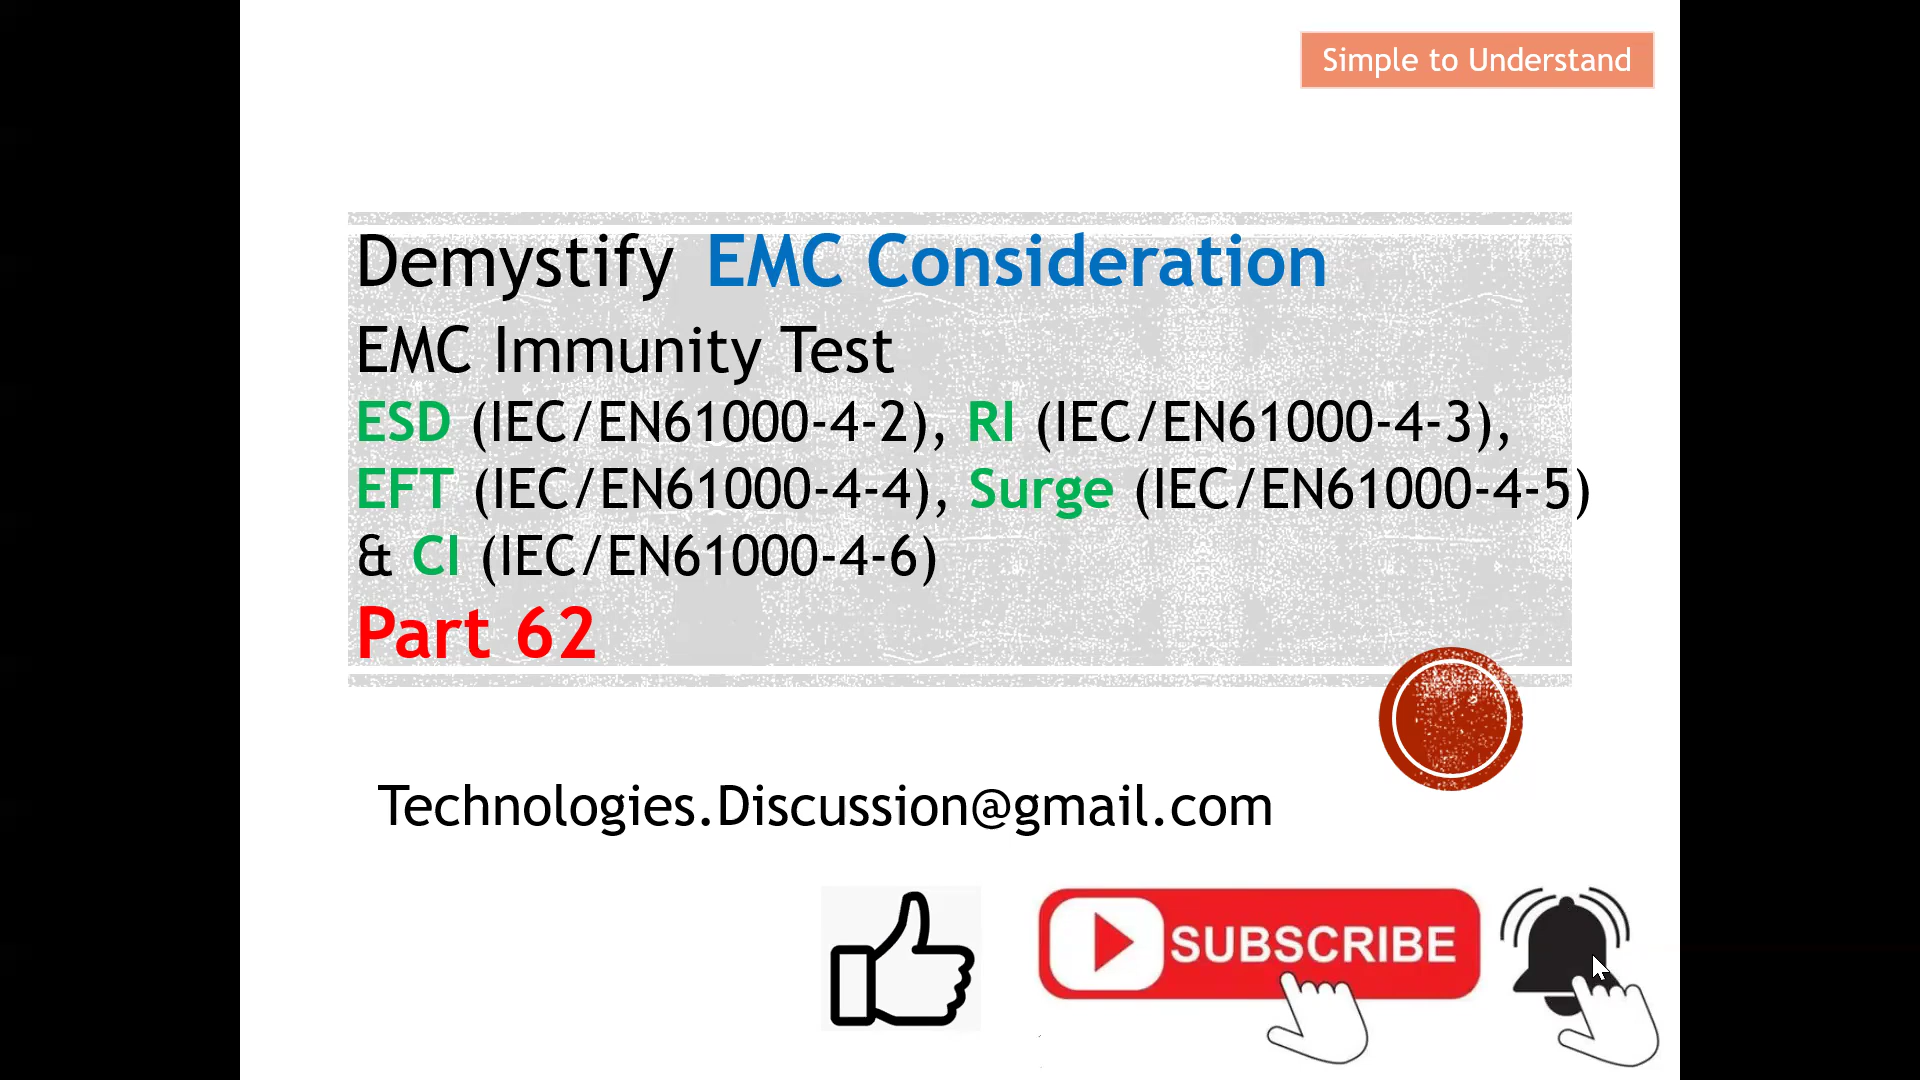 Simple to Understand
Demystify EMC Consideration
EMC Immunity Test
ESD (IEC/EN61000-4-2), RI (IEC/EN61000-4-3),
EFT (IEC/EN61000-4-4), Surge (IEC/EN61000-4-5)
& CI (IEC/EN61000-4-6)
Part 62
Technologies.Discussion@gmail.com
SUBSCRIBE